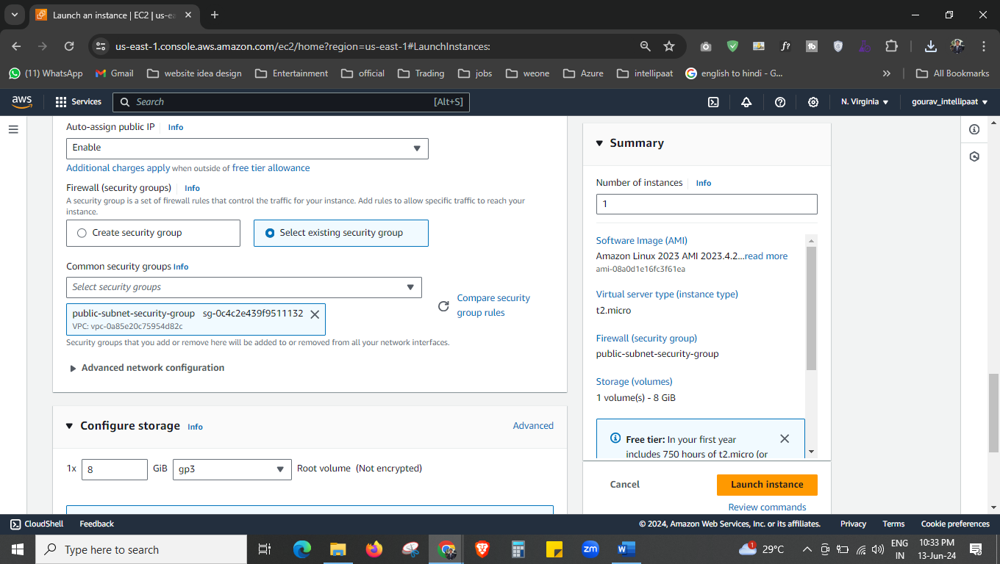 Launch an instance | EC2 | us-ea
us-east-1.console.aws.amazon.com/ec2/home?region=us-east-1#LaunchInstances:
(11) WhatsApp
Gmail
website idea design
Entertainment
official
Trading
jobs
weone
Azure
intellipaat
english to hindi - G...
All Bookmarks
aws
Services
Search
[Alt+S]
N. Virginia
gourav_intellipaat
Auto-assign public IP
Info
Enable
Additional charges apply when outside of free tier allowance
Firewall (security groups)
Info
A security group is a set of firewall rules that control the traffic for your instance. Add rules to allow specific traffic to reach your
instance.
Create security group
Select existing security group
Common security groups Info
Select security groups
public-subnet-security-group sg-0c4c2e439f9511132
VPC: vpc-0a85e20c75954d82c
Compare security
group rules
Security groups that you add or remove here will be added to or removed from all your network interfaces.
Advanced network configuration
Configure storage
Info
Advanced
1x
8
GiB
gp3
Root volume (Not encrypted)
Summary
Number of instances
Info
1
Software Image (AMI)
Amazon Linux 2023 AMI 2023.4.2...read more
ami-08a0d1e16fc3f61ea
Virtual server type (instance type)
t2.micro
Firewall (security group)
public-subnet-security-group
Storage (volumes)
1 volume(s) - 8 GiB
Free tier: In your first year
includes 750 hours of t2.micro (or
Cancel
Launch instance
Review commands
CloudShell
Feedback
© 2024, Amazon Web Services, Inc. or its affiliates.
Privacy
Terms
Cookie preferences
Type here to search
zm
1
29°C
ENG
IN
10:33 PM
13-Jun-24